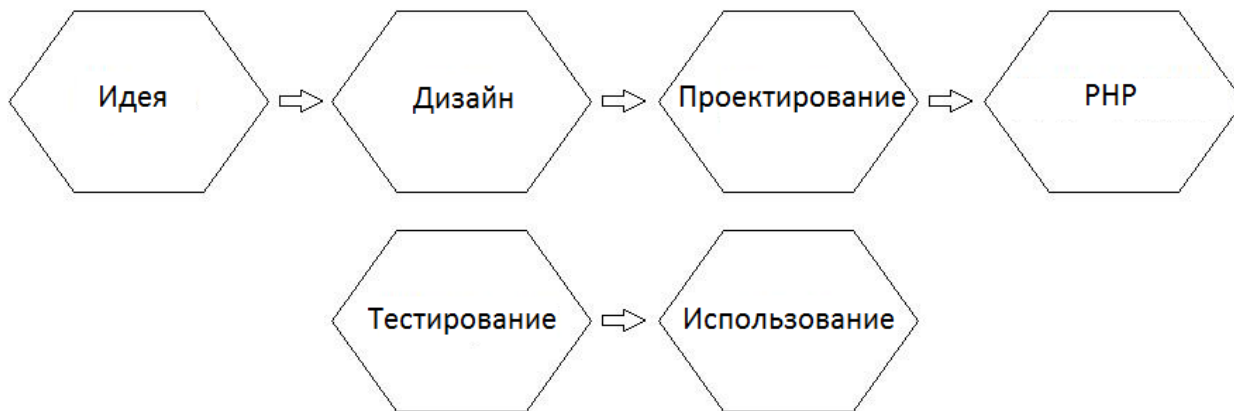 Идея
Дизайн
Проектирование
PHP
Тестирование
Использование